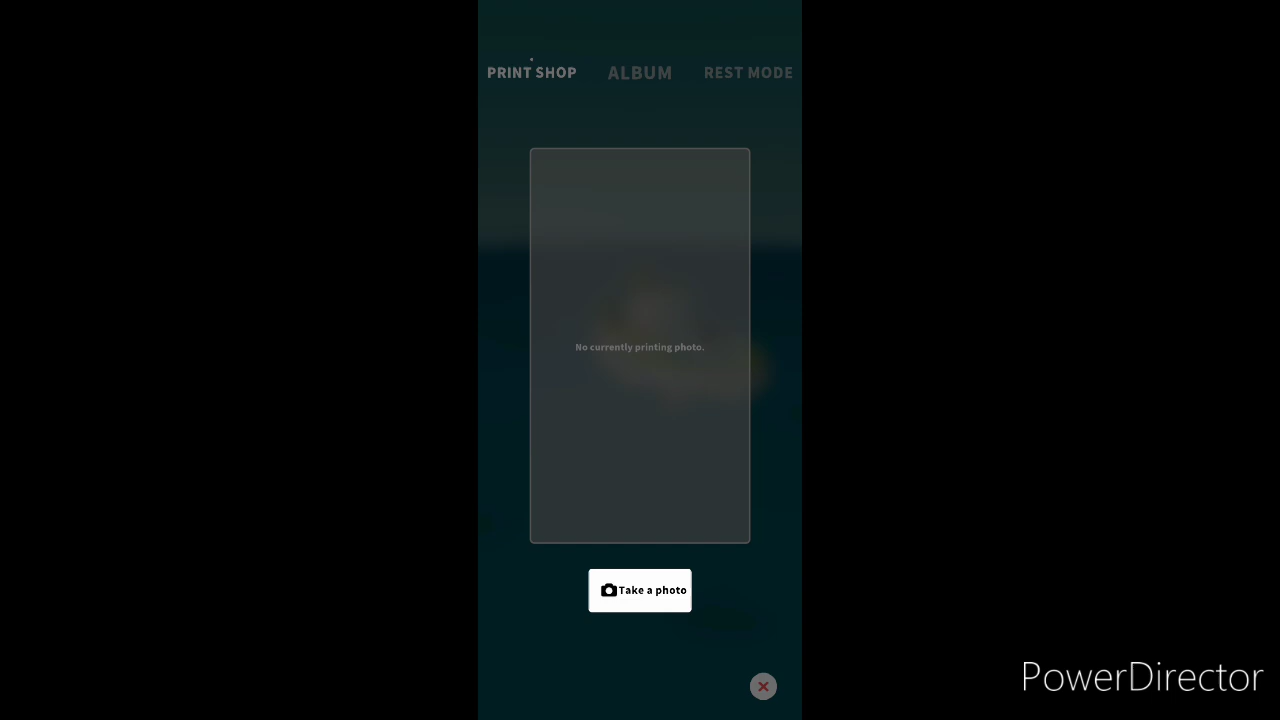 PRINT SHOP ALBUM REST MODE
No currently printing photo.
Take a photo
PowerDirector